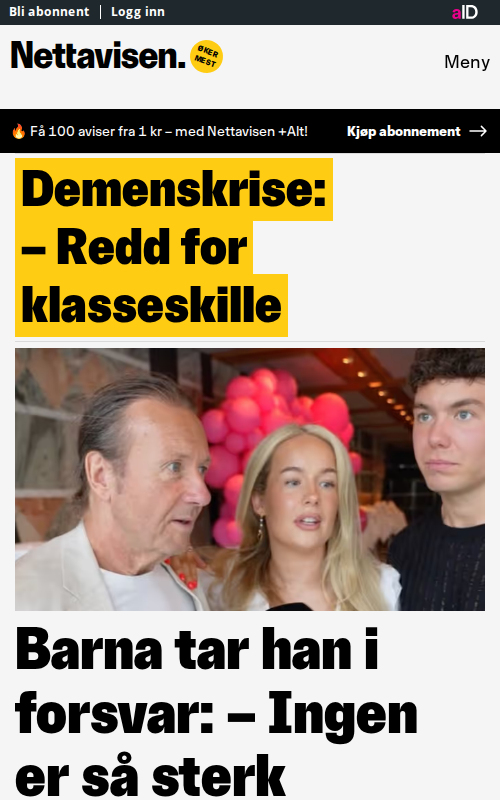 Bli abonnent | Logg inn
aID
Nettavisen.
ØKER
MEST
Meny
🔥 Få 100 aviser fra 1 kr – med Nettavisen +Alt!
Kjøp abonnement →
Demenskrise:
– Redd for
klasseskille
Barna tar han i
forsvar: – Ingen
er så sterk